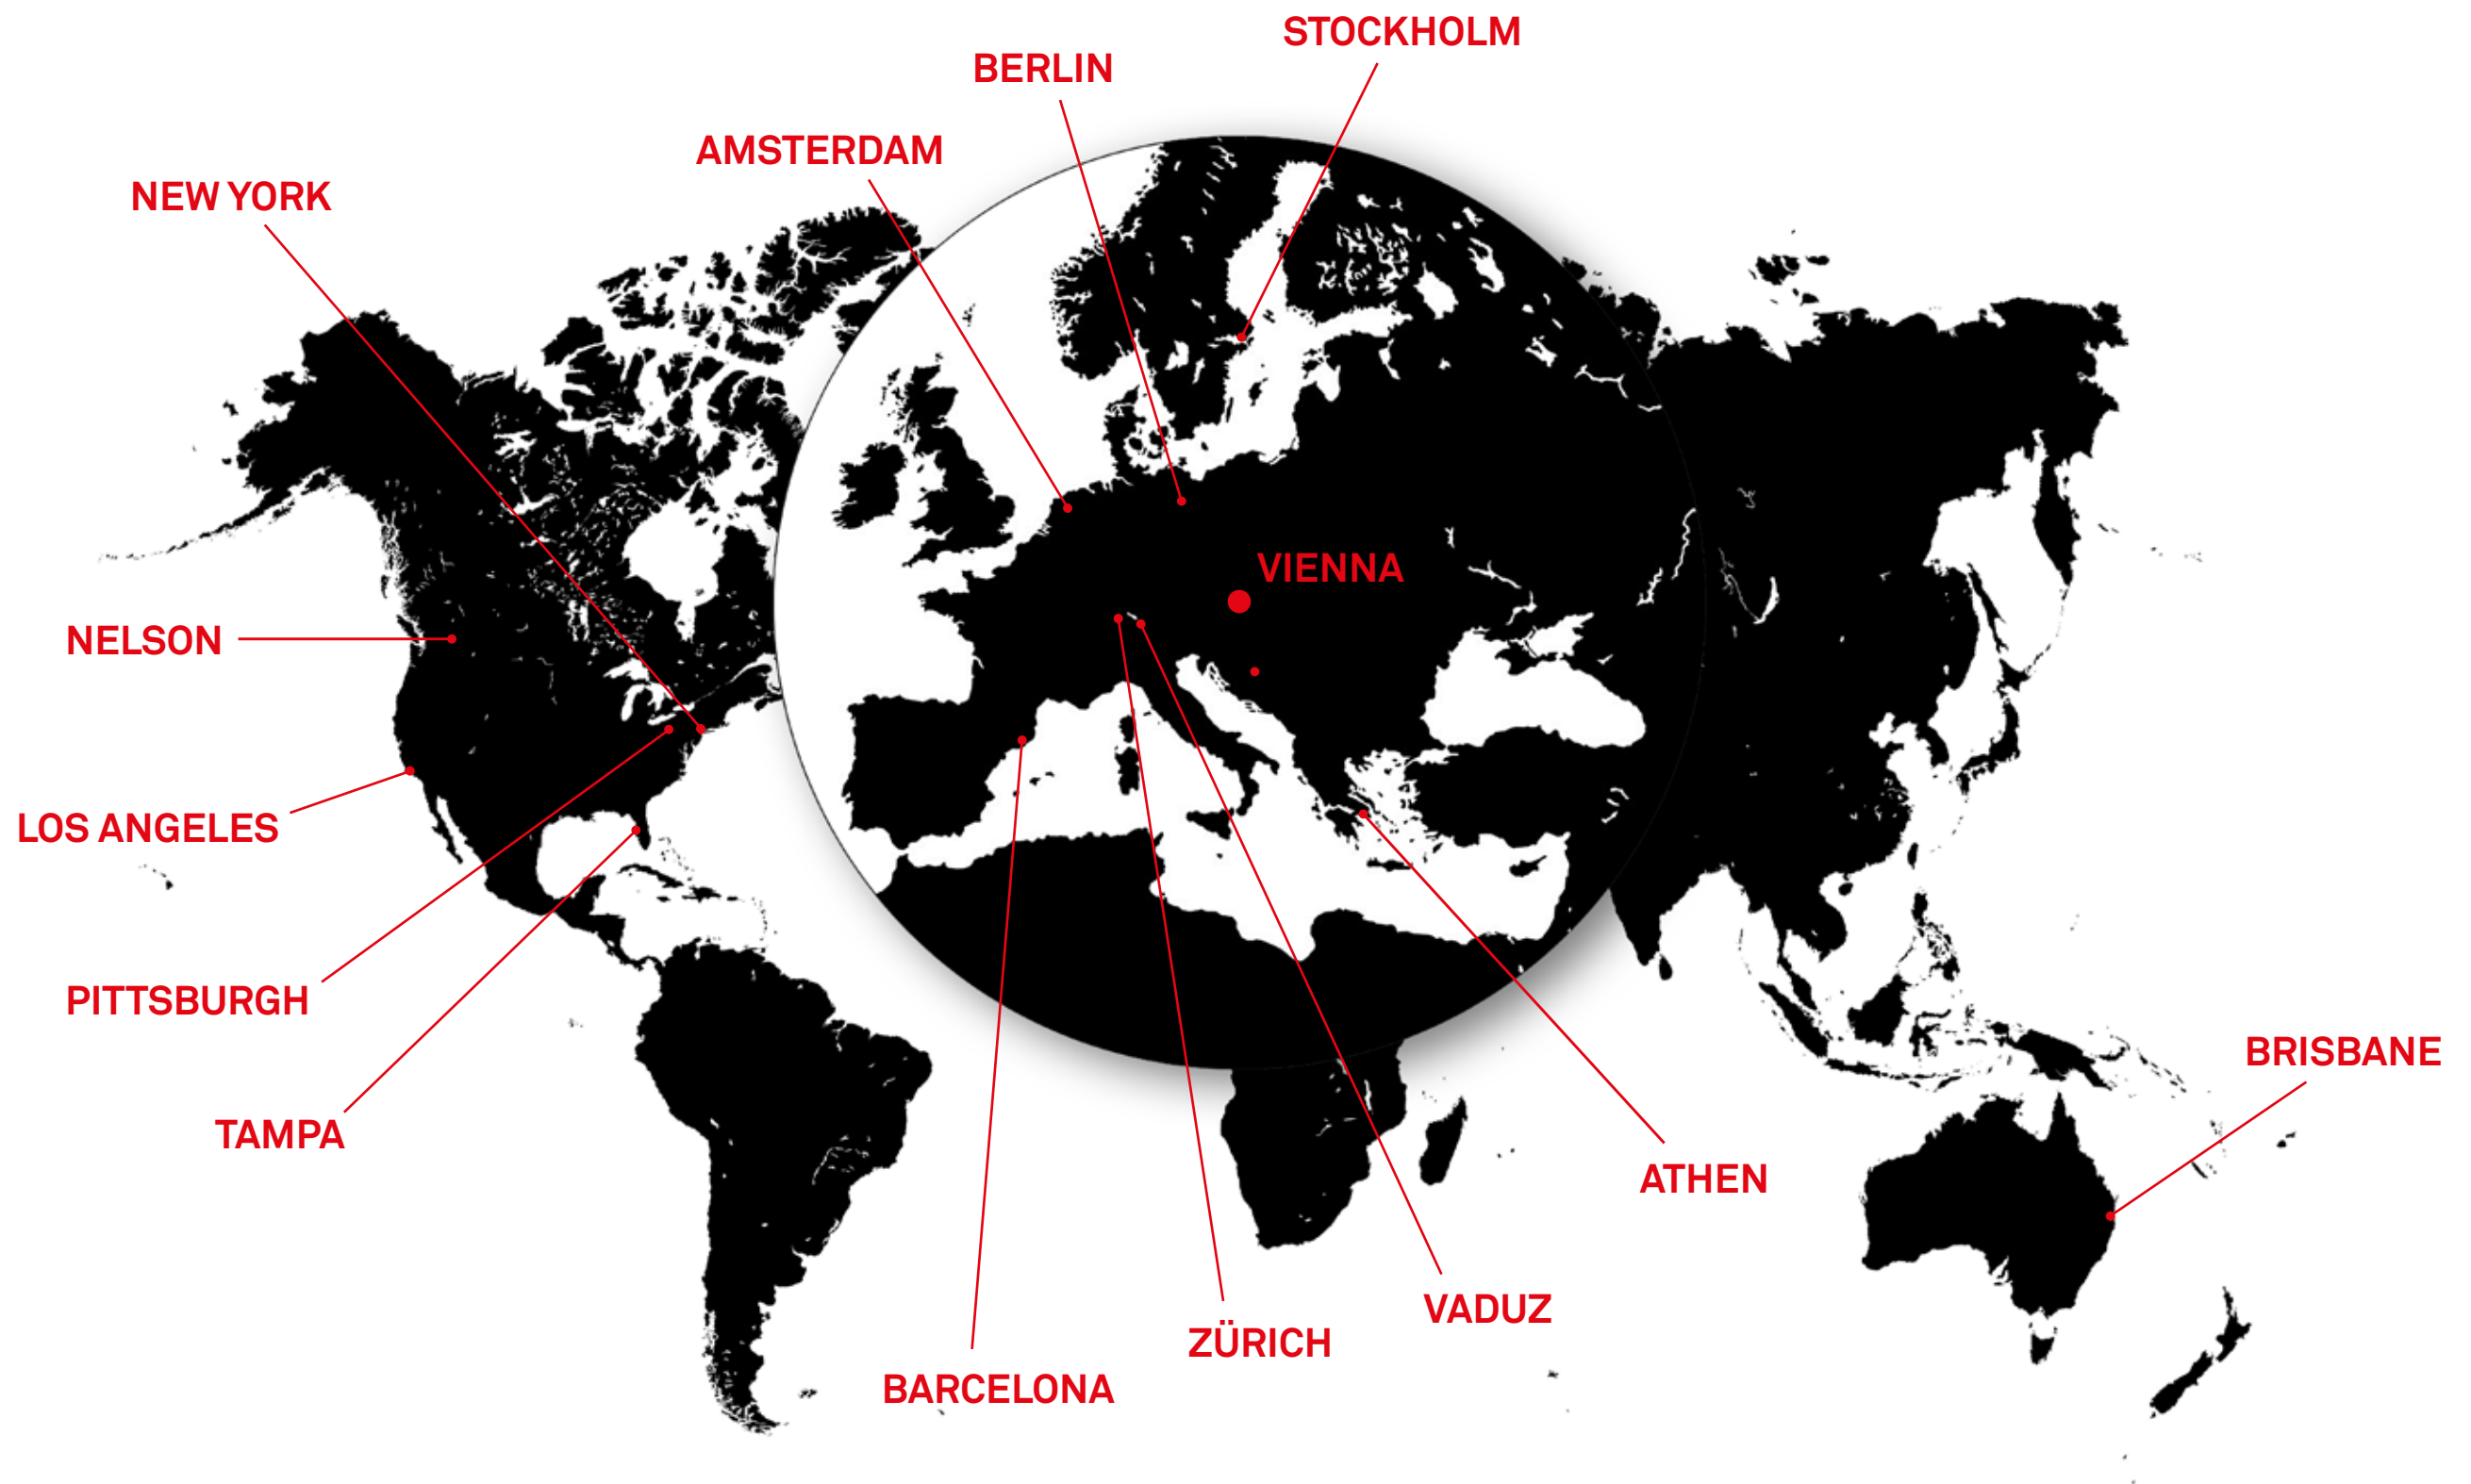 STOCKHOLM
BERLIN
AMSTERDAM
NEW YORK
VIENNA
NELSON
LOS ANGELES
PITTSBURGH
BRISBANE
TAMPA
ATHEN
VADUZ
ZÜRICH
BARCELONA